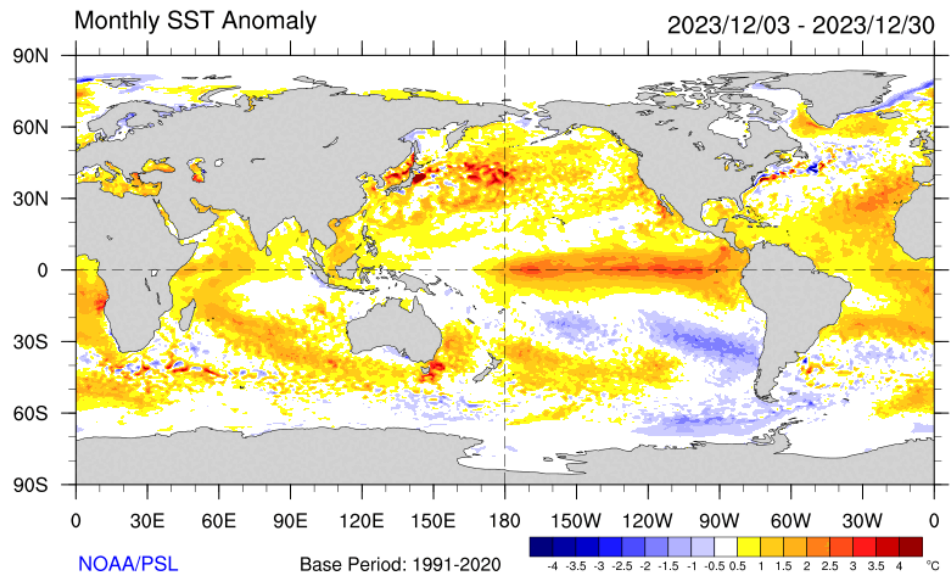 Monthly SST Anomaly 2023/12/03 - 2023/12/30
90N
60N
30N
0
30S
60S
90S
0 30E 60E 90E 120E 150E 180 150W 120W 90W 60W 30W 0
NOAA/PSL Base Period: 1991-2020
-4 -3.5 -3 -2.5 -2 -1.5 -1 -0.5 0.5 1 1.5 2 2.5 3 3.5 4 °C